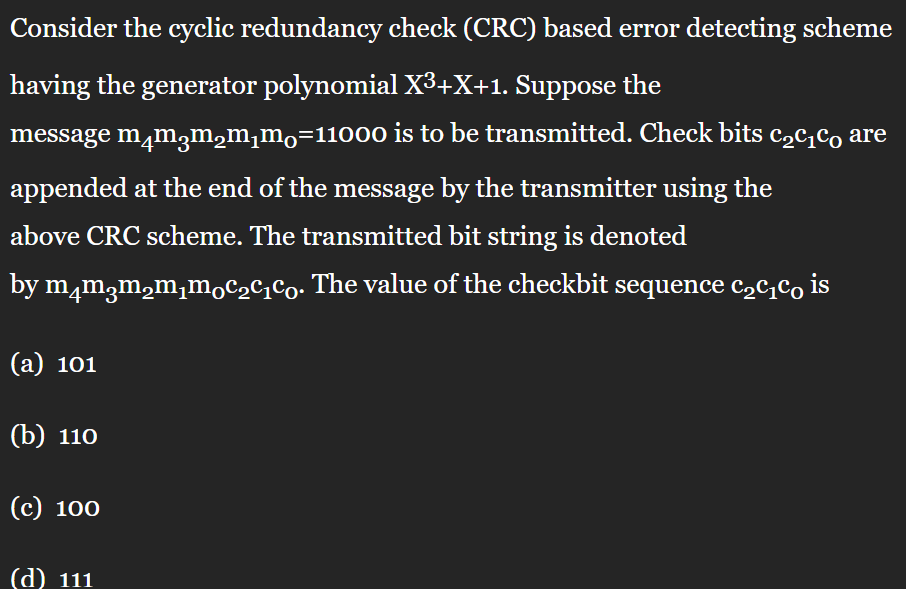 Consider the cyclic redundancy check (CRC) based error detecting scheme
having the generator polynomial X³+X+1. Suppose the
message m₄m₃m₂m₁m₀=11000 is to be transmitted. Check bits c₂c₁c₀ are
appended at the end of the message by the transmitter using the
above CRC scheme. The transmitted bit string is denoted
by m₄m₃m₂m₁m₀c₂c₁c₀. The value of the checkbit sequence c₂c₁c₀ is
(a) 101
(b) 110
(c) 100
(d) 111